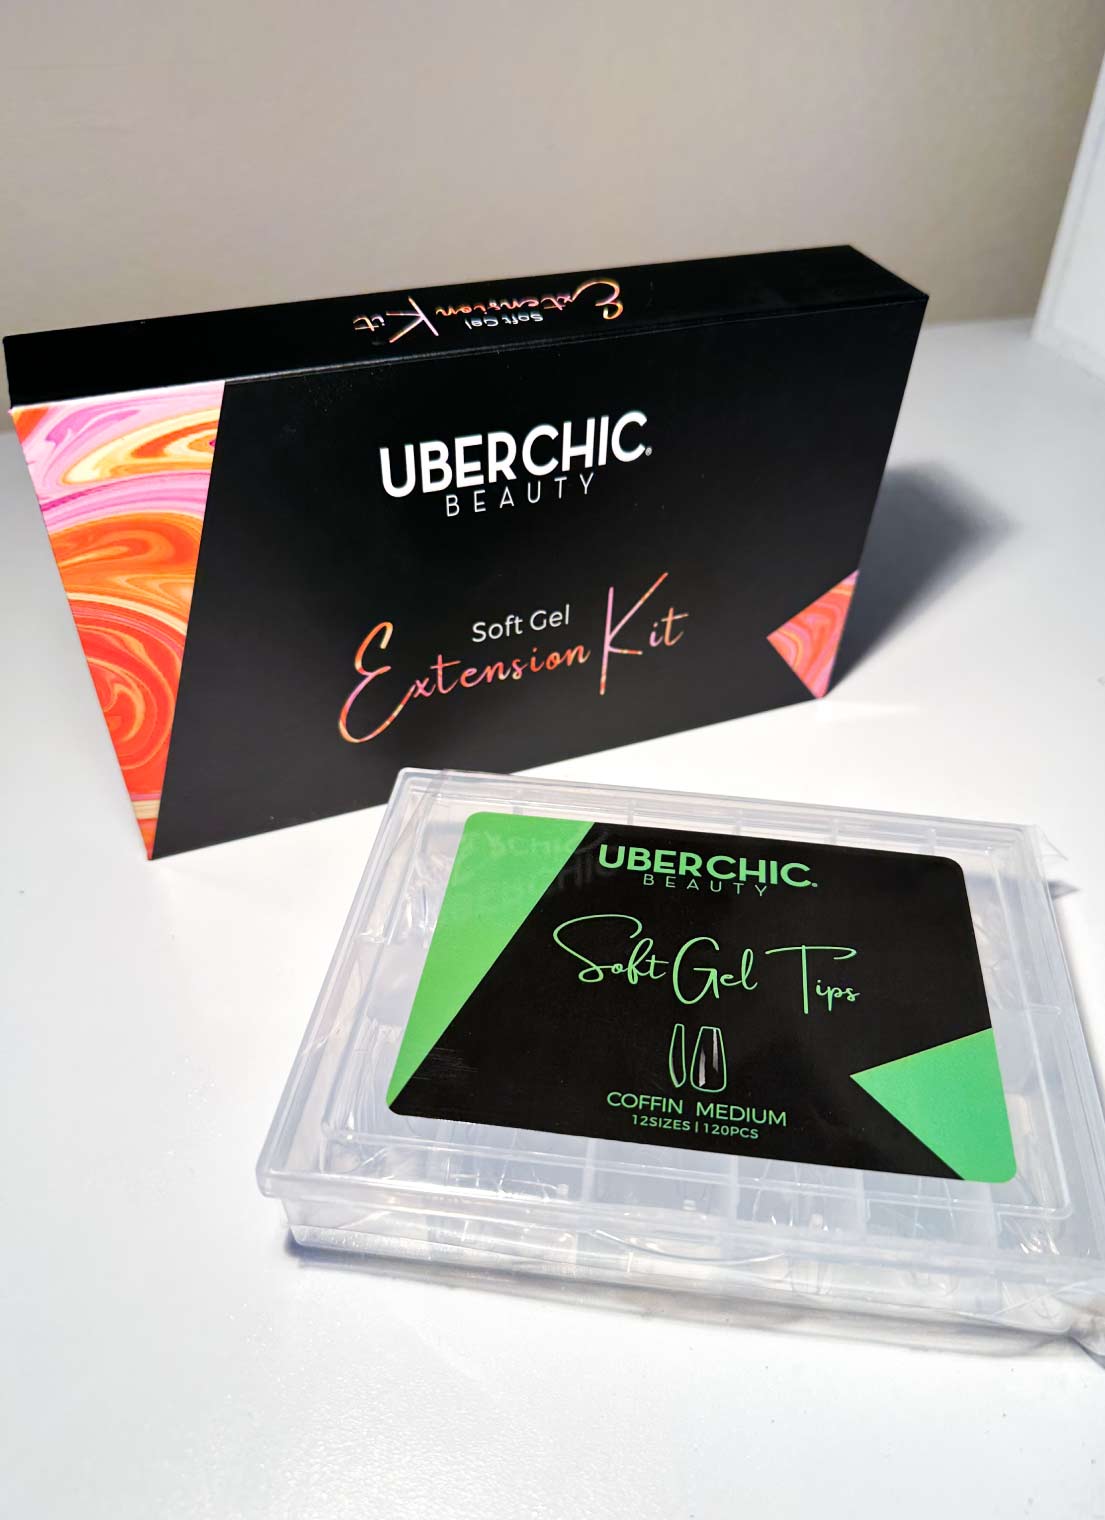 Soft Gel
Extension Kit
UBERCHIC®
BEAUTY
Soft Gel
Extension Kit
UBERCHIC®
BEAUTY
Soft Gel Tips
COFFIN MEDIUM
12SIZES | 120PCS